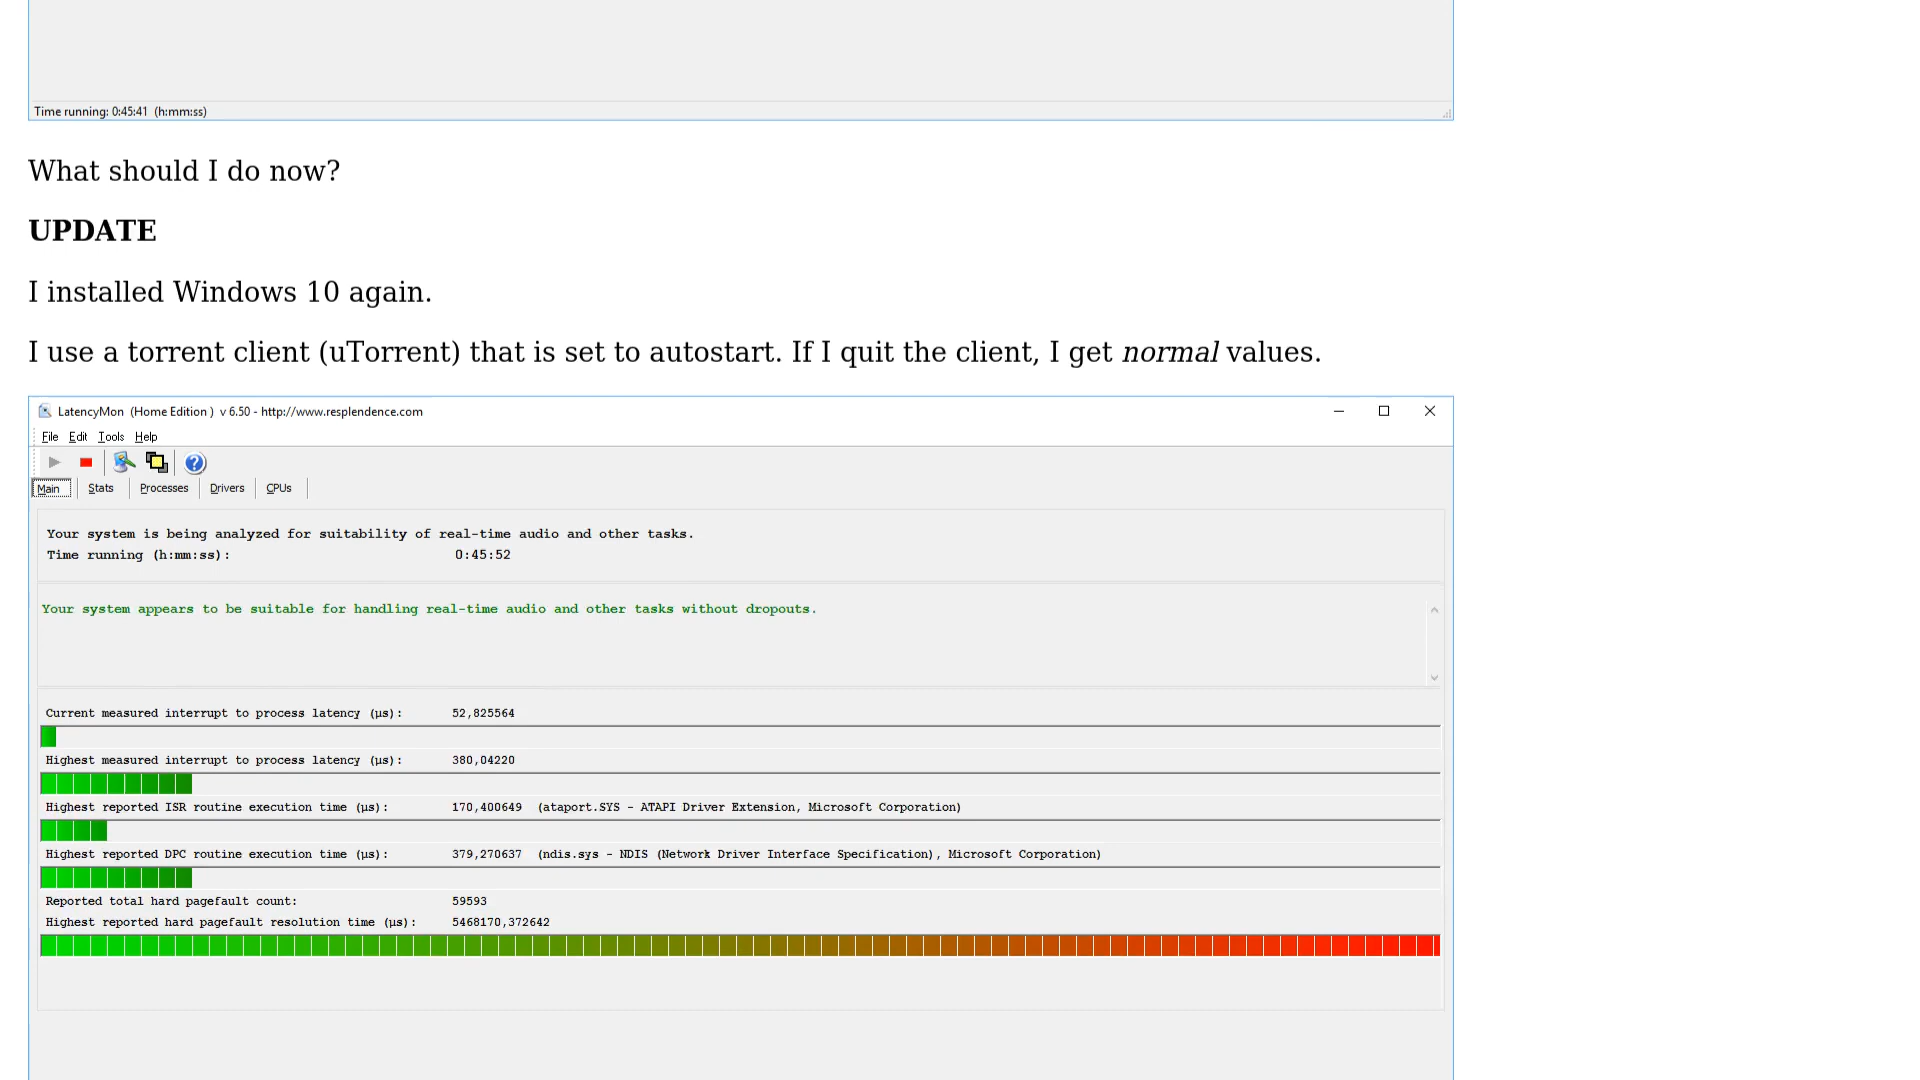 Time running: 0:45:41 (h:mm:ss)
What should I do now?
UPDATE
I installed Windows 10 again.
I use a torrent client (uTorrent) that is set to autostart. If I quit the client, I get normal values.
LatencyMon (Home Edition ) v 6.50 - http://www.resplendence.com
File Edit Tools Help
Main Stats Processes Drivers CPUs
Your system is being analyzed for suitability of real-time audio and other tasks.
Time running (h:mm:ss): 0:45:52
Your system appears to be suitable for handling real-time audio and other tasks without dropouts.
Current measured interrupt to process latency (µs): 52,825564
Highest measured interrupt to process latency (µs): 380,04220
Highest reported ISR routine execution time (µs): 170,400649 (ataport.SYS - ATAPI Driver Extension, Microsoft Corporation)
Highest reported DPC routine execution time (µs): 379,270637 (ndis.sys - NDIS (Network Driver Interface Specification), Microsoft Corporation)
Reported total hard pagefault count: 59593
Highest reported hard pagefault resolution time (µs): 5468170,372642